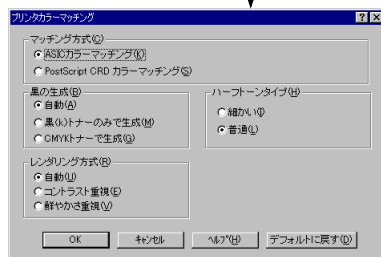 プリンタカラーマッチング
マッチング方式(C)
ASICカラーマッチング(K)
PostScript CRD カラーマッチング(S)
黒の生成(B)
自動(A)
黒(k)トナーのみで生成(M)
CMYKトナーで生成(G)
ハーフトーンタイプ(H)
細かい(I)
普通(L)
レンダリング方式(R)
自動(U)
コントラスト重視(E)
鮮やかさ重視(V)
OK キャンセル ヘルプ(H) デフォルトに戻す(D)